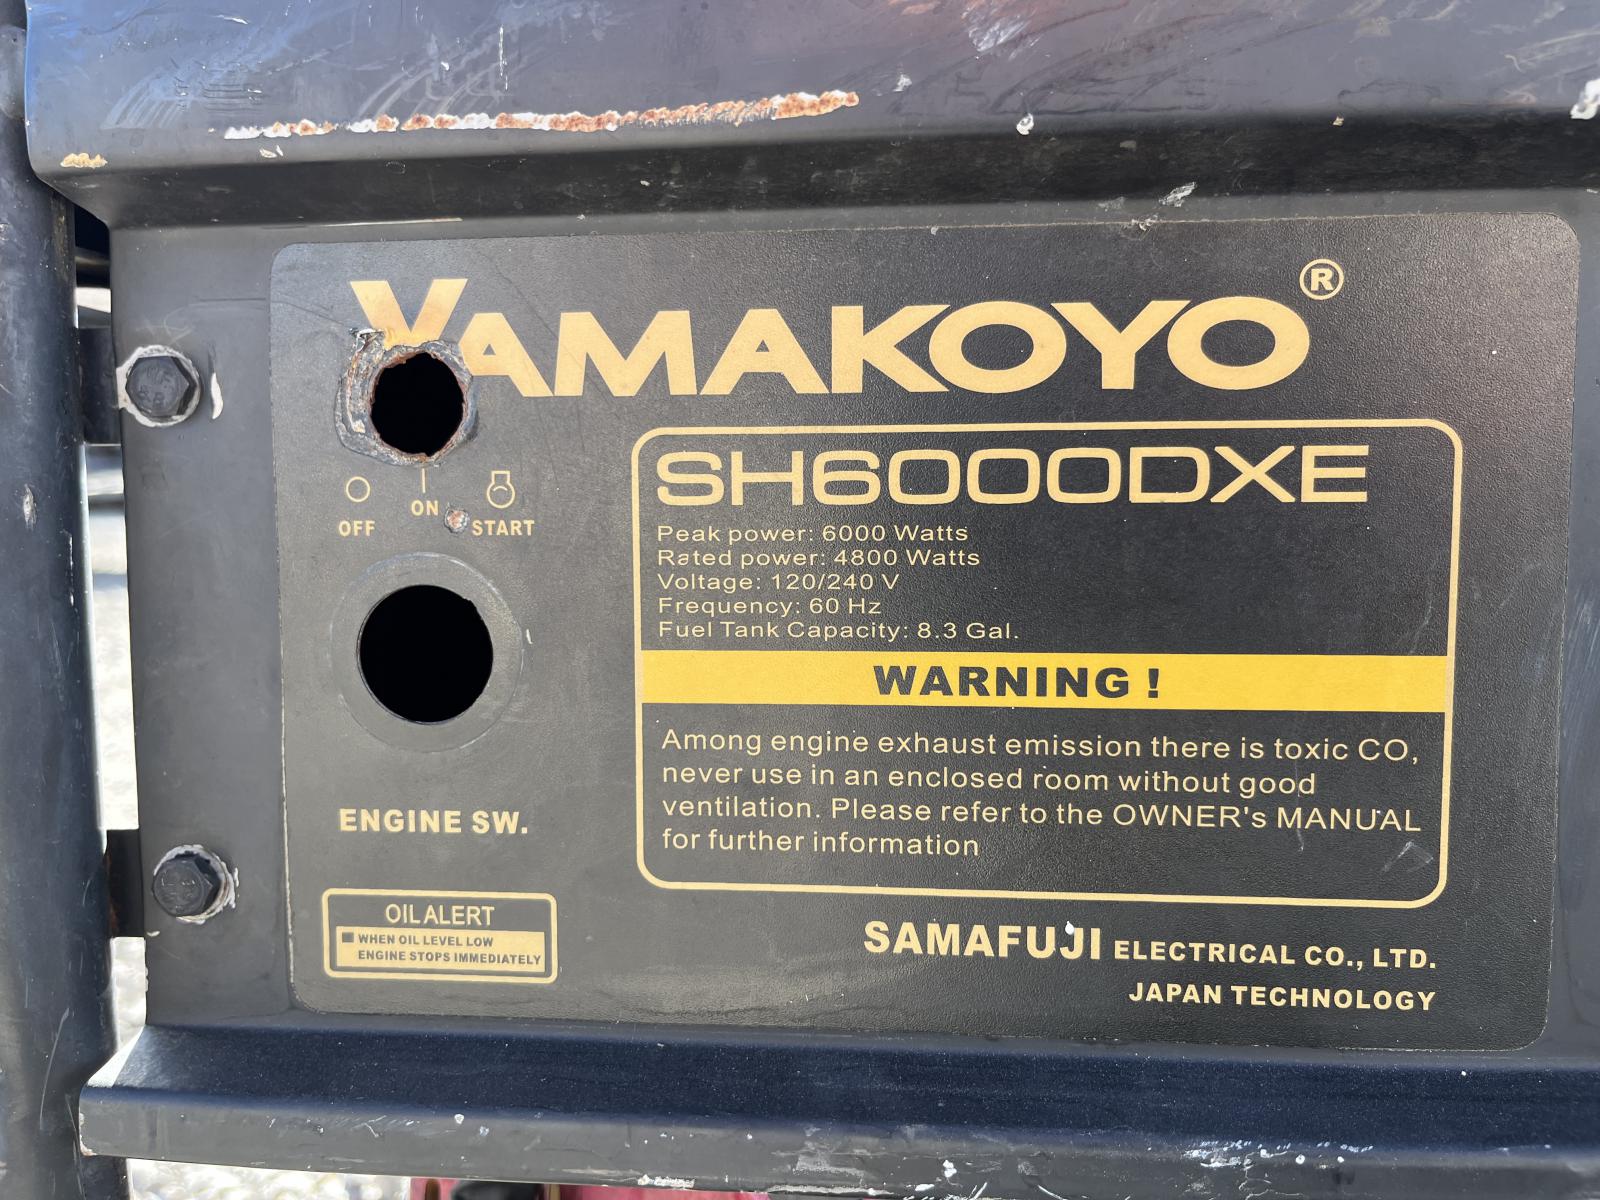 YAMAKOYO®
OFF
ON
START
ENGINE SW.
OIL ALERT
WHEN OIL LEVEL LOW
ENGINE STOPS IMMEDIATELY
SH6000DXE
Peak power: 6000 Watts
Rated power: 4800 Watts
Voltage: 120/240 V
Frequency: 60 Hz
Fuel Tank Capacity: 8.3 Gal.
WARNING !
Among engine exhaust emission there is toxic CO,
never use in an enclosed room without good
ventilation. Please refer to the OWNER's MANUAL
for further information
SAMAFUJI ELECTRICAL CO., LTD.
JAPAN TECHNOLOGY